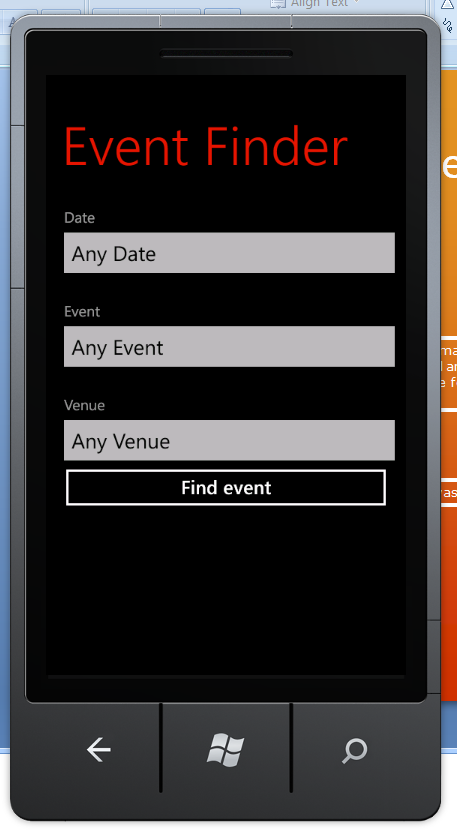 Align Text
Event Finder
Date
Any Date
Event
Any Event
Venue
Any Venue
Find event